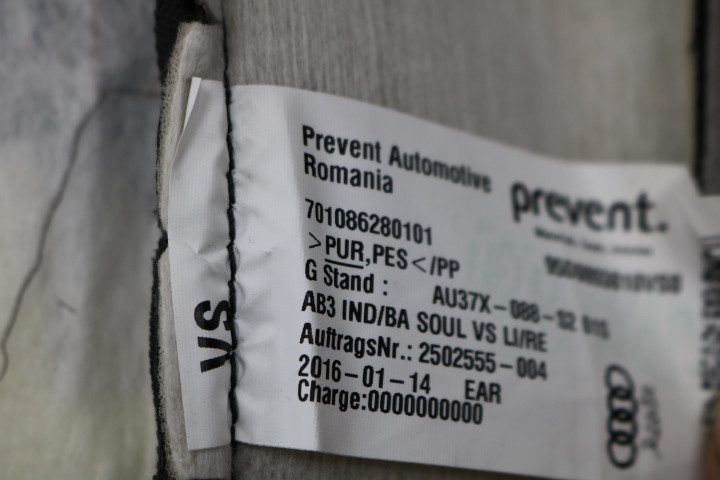 Prevent Automotive
Romania
prevent.
701086280101
>PUR,PES</PP
G Stand : AU37X-088-S2 91S
AB3 IND/BA SOUL VS LI/RE
AuftragsNr.: 2502555-004
2016-01-14 EAR
Charge:0000000000
VS